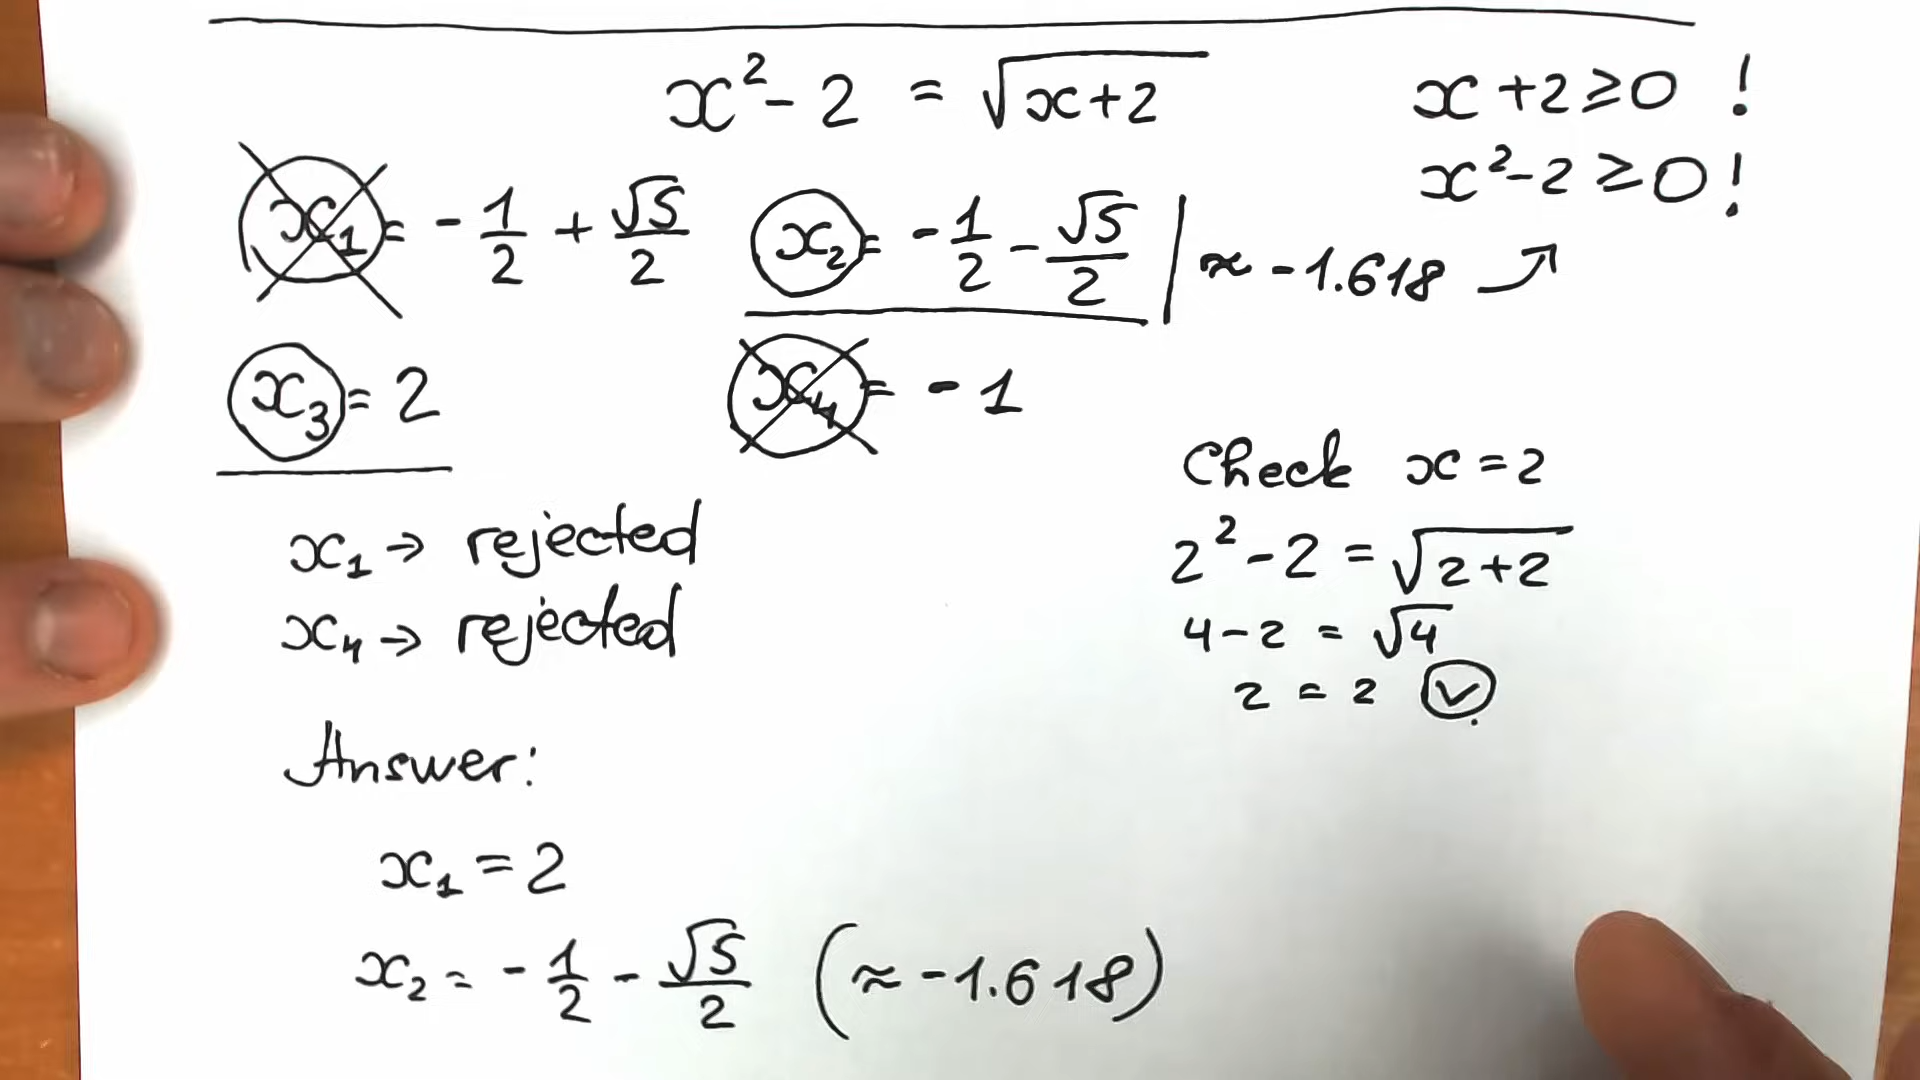 x² - 2 = √(x+2)
x + 2 ≥ 0 !
x² - 2 ≥ 0 !
x₁ = - 1/2 + √5/2
x₂ = - 1/2 - √5/2 | ≈ -1.618
x₃ = 2
x₄ = - 1
Check x = 2
2² - 2 = √(2+2)
4 - 2 = √4
2 = 2 ✓
x₁ → rejected
x₄ → rejected
Answer:
x₁ = 2
x₂ = - 1/2 - √5/2 (≈ -1.618)